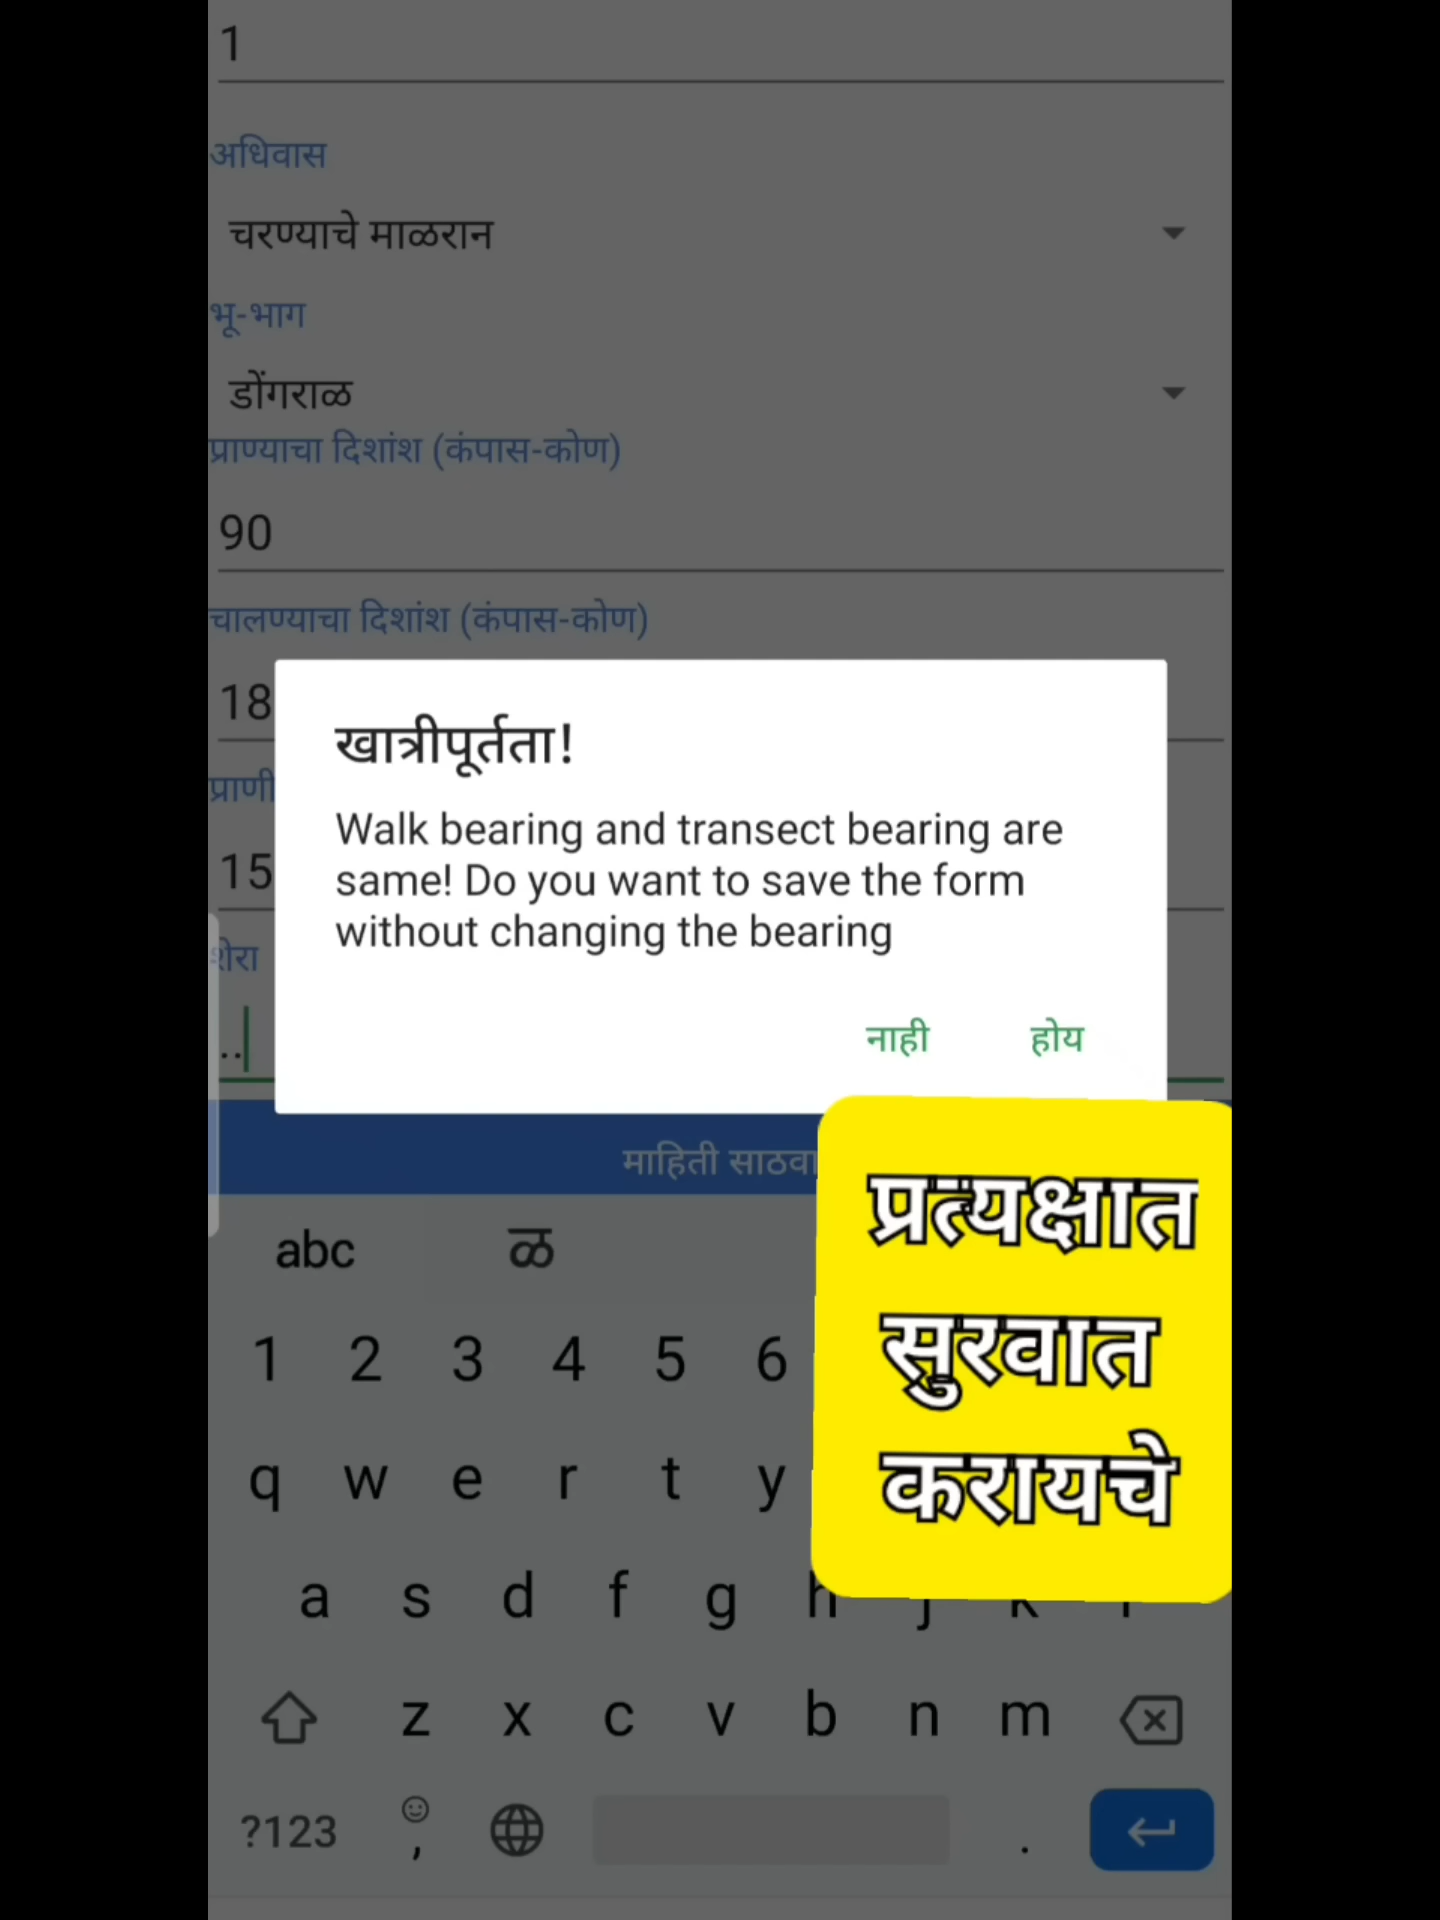 1
अधिवास
चरण्याचे माळरान
भू-भाग
डोंगराळ
प्राण्याचा दिशांश (कंपास-कोण)
90
चालण्याचा दिशांश (कंपास-कोण)
18
खात्रीपूर्तता!
प्राणी
Walk bearing and transect bearing are
15
same! Do you want to save the form
without changing the bearing
शेरा
..
नाही होय
माहिती साठवा
प्रत्यक्षात
सुरवात
करायचे
abc ळ
1 2 3 4 5 6
q w e r t y
a s d f g h j k l
z x c v b n m
?123 , .